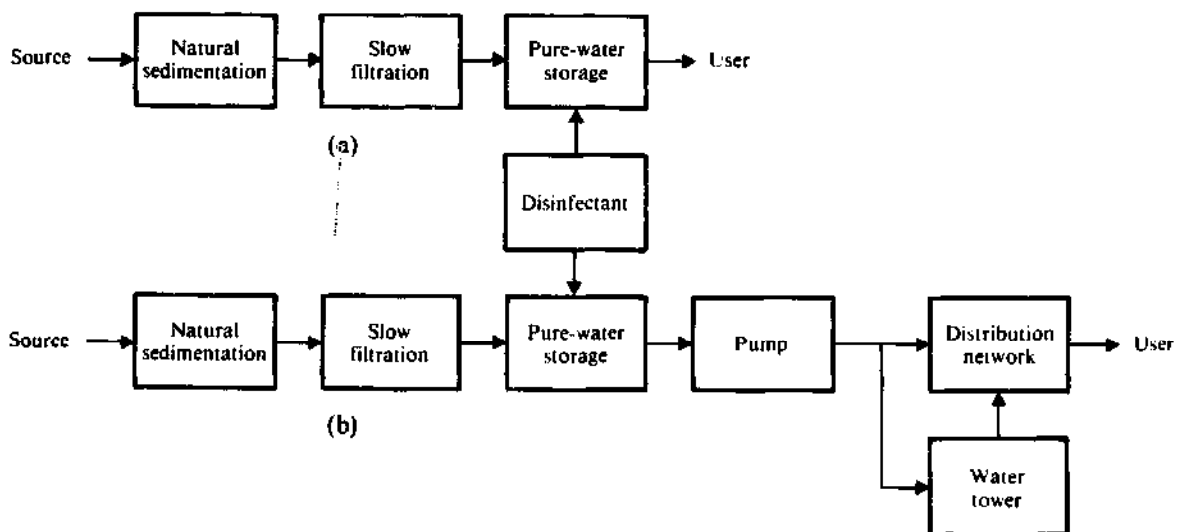 Source
Natural
sedimentation
Slow
filtration
Pure-water
storage
User
(a)
Disinfectant
Source
Natural
sedimentation
Slow
filtration
Pure-water
storage
Pump
Distribution
network
User
(b)
Water
tower